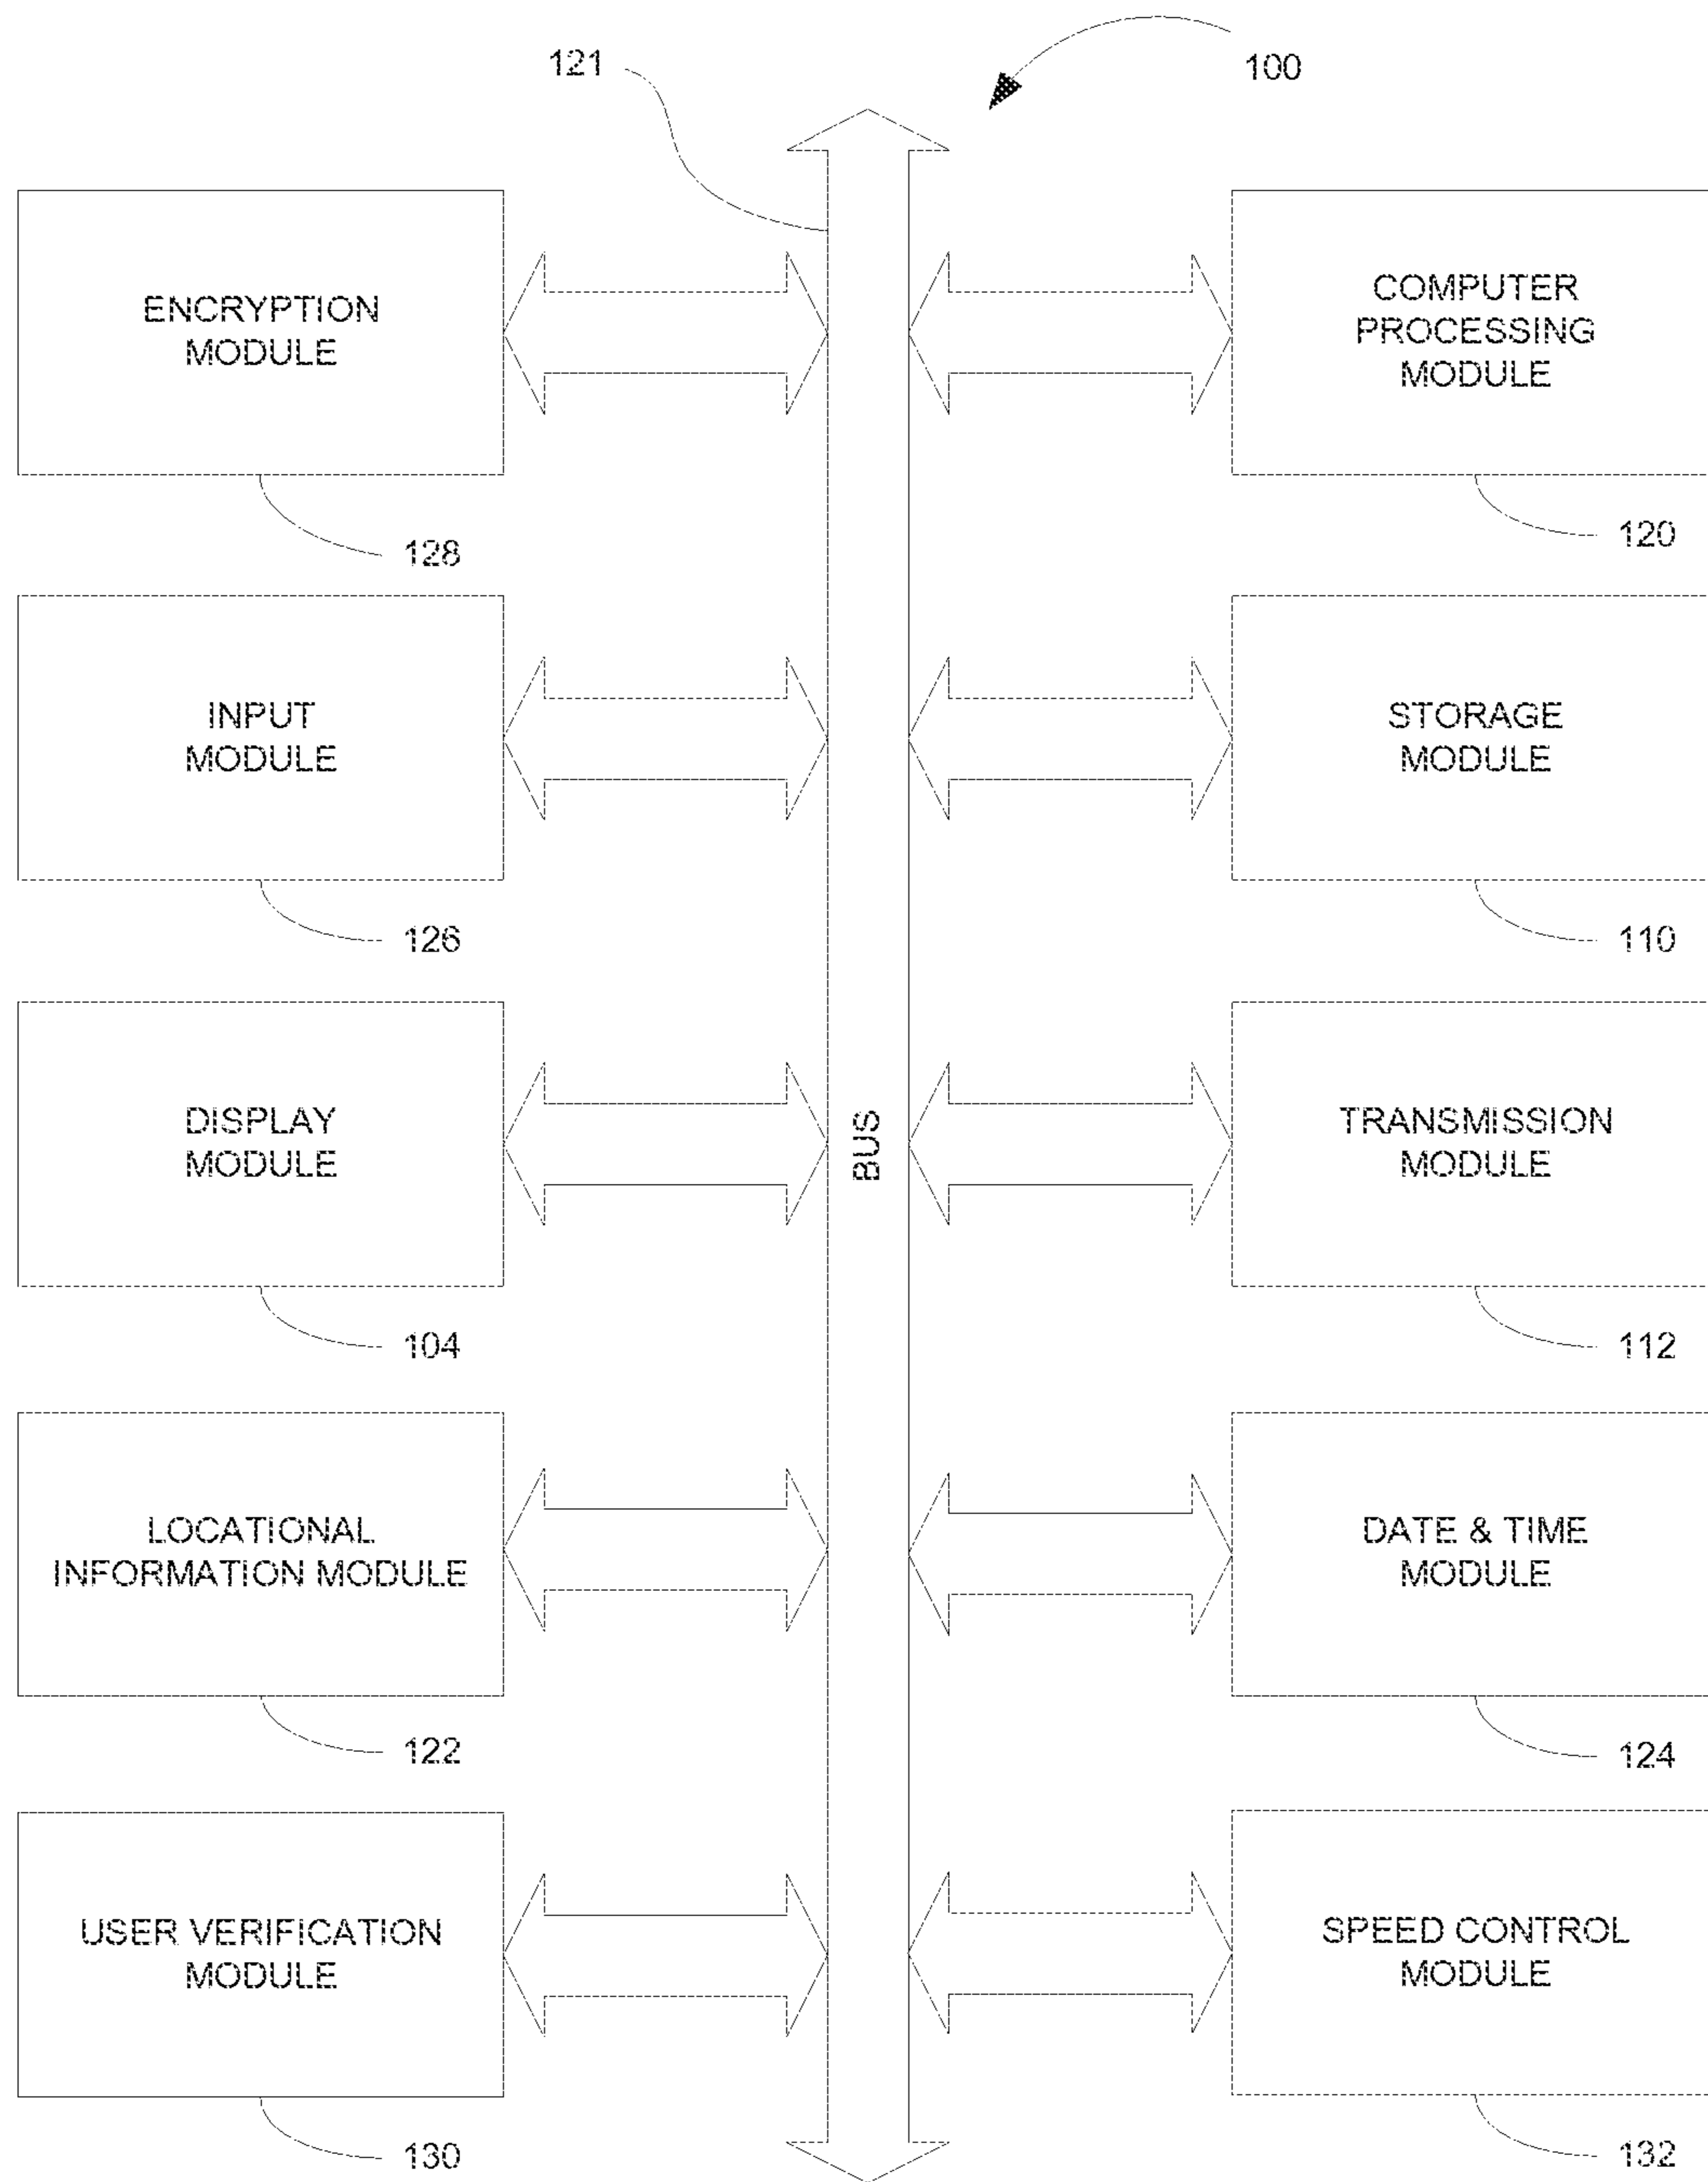 121
100
ENCRYPTION
MODULE
128
COMPUTER
PROCESSING
MODULE
120
INPUT
MODULE
126
STORAGE
MODULE
110
DISPLAY
MODULE
104
BUS
TRANSMISSION
MODULE
112
LOCATIONAL
INFORMATION MODULE
122
DATE & TIME
MODULE
124
USER VERIFICATION
MODULE
130
SPEED CONTROL
MODULE
132